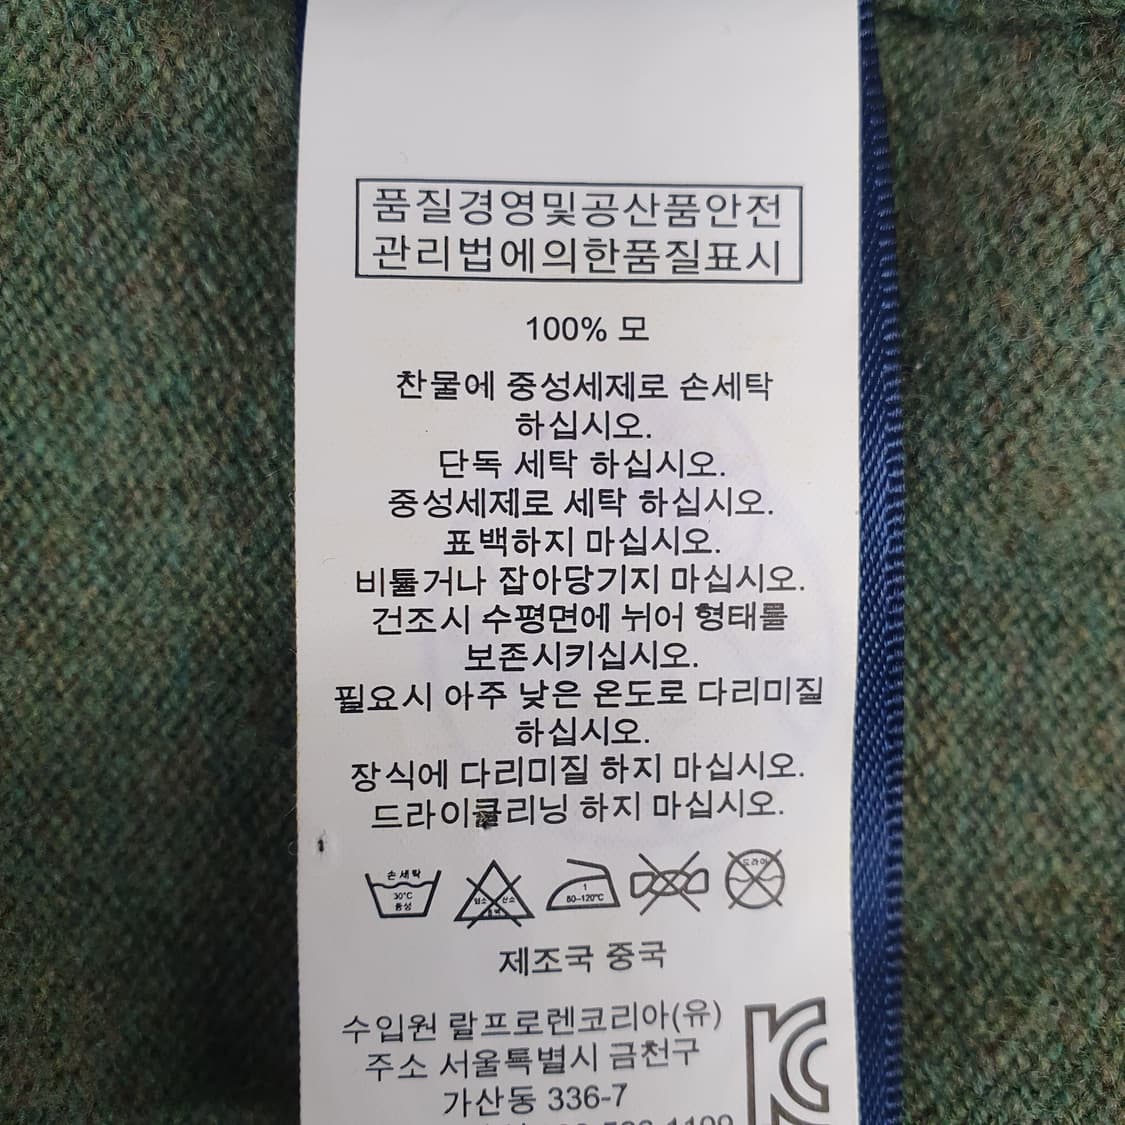 품질경영및공산품안전
관리법에의한품질표시
100% 모
찬물에 중성세제로 손세탁
하십시오.
단독 세탁 하십시오.
중성세제로 세탁 하십시오.
표백하지 마십시오.
비틀거나 잡아당기지 마십시오.
건조시 수평면에 뉘어 형태를
보존시키십시오.
필요시 아주 낮은 온도로 다리미질
하십시오.
장식에 다리미질 하지 마십시오.
드라이클리닝 하지 마십시오.
손세탁
30°C
중성
염소 산소
표백
1
80–120°C
드라이
제조국 중국
수입원 랄프로렌코리아(유)
주소 서울특별시 금천구
가산동 336-7